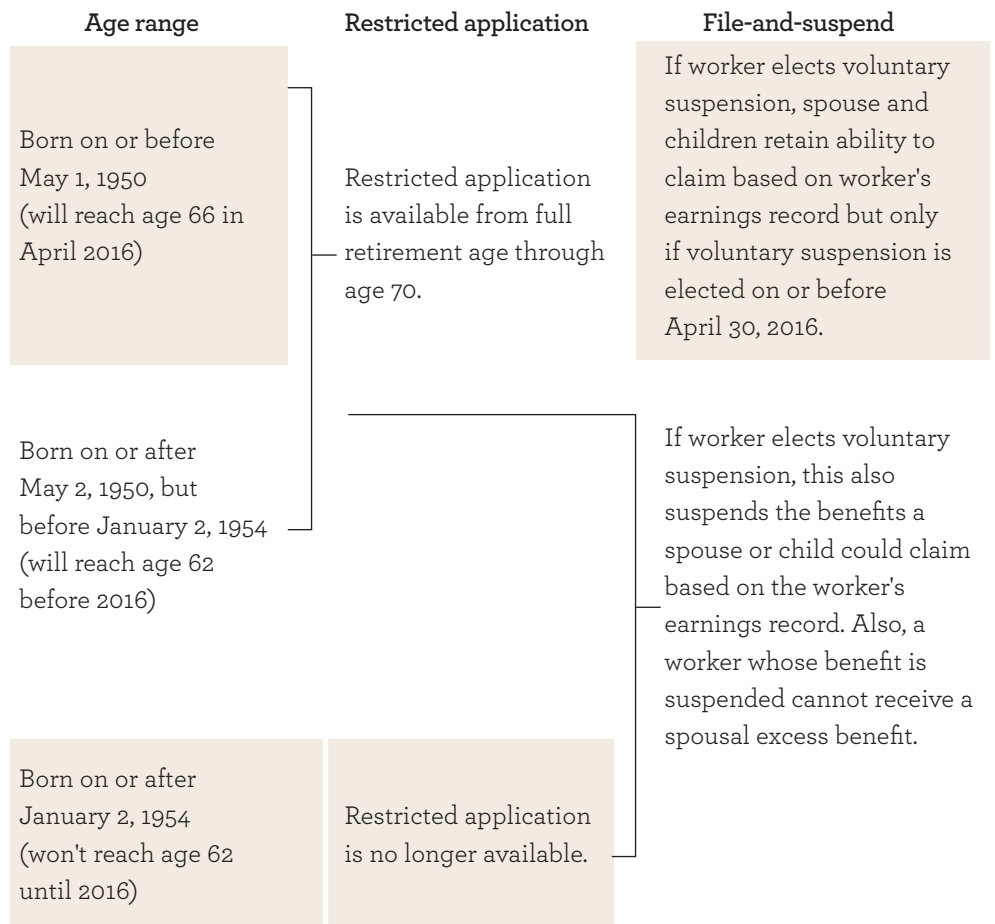 Age range
Restricted application
File-and-suspend
Born on or before
May 1, 1950
(will reach age 66 in
April 2016)
Restricted application
is available from full
retirement age through
age 70.
If worker elects voluntary
suspension, spouse and
children retain ability to
claim based on worker's
earnings record but only
if voluntary suspension is
elected on or before
April 30, 2016.
Born on or after
May 2, 1950, but
before January 2, 1954
(will reach age 62
before 2016)
If worker elects voluntary
suspension, this also
suspends the benefits a
spouse or child could claim
based on the worker's
earnings record. Also, a
worker whose benefit is
suspended cannot receive a
spousal excess benefit.
Born on or after
January 2, 1954
(won't reach age 62
until 2016)
Restricted application
is no longer available.